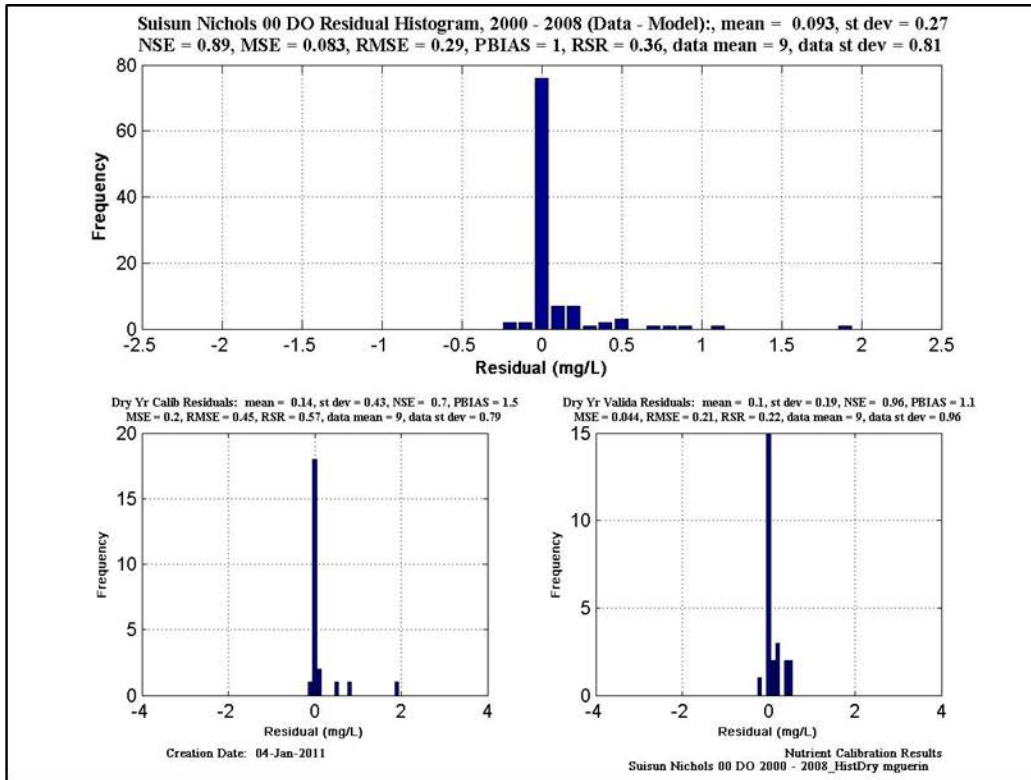 Suisun Nichols 00 DO Residual Histogram, 2000 - 2008 (Data - Model):, mean = 0.093, st dev = 0.27
NSE = 0.89, MSE = 0.083, RMSE = 0.29, PBIAS = 1, RSR = 0.36, data mean = 9, data st dev = 0.81
80
60
40
20
0
Frequency
-2.5 -2 -1.5 -1 -0.5 0 0.5 1 1.5 2 2.5
Residual (mg/L)
Dry Yr Calib Residuals: mean = 0.14, st dev = 0.43, NSE = 0.7, PBIAS = 1.5
MSE = 0.2, RMSE = 0.45, RSR = 0.57, data mean = 9, data st dev = 0.79
20
15
10
5
0
Frequency
-4 -2 0 2 4
Residual (mg/L)
Creation Date: 04-Jan-2011
Dry Yr Valida Residuals: mean = 0.1, st dev = 0.19, NSE = 0.96, PBIAS = 1.1
MSE = 0.044, RMSE = 0.21, RSR = 0.22, data mean = 9, data st dev = 0.96
15
10
5
0
Frequency
-4 -2 0 2 4
Residual (mg/L)
Nutrient Calibration Results
Suisun Nichols 00 DO 2000 - 2008_HistDry mguerin